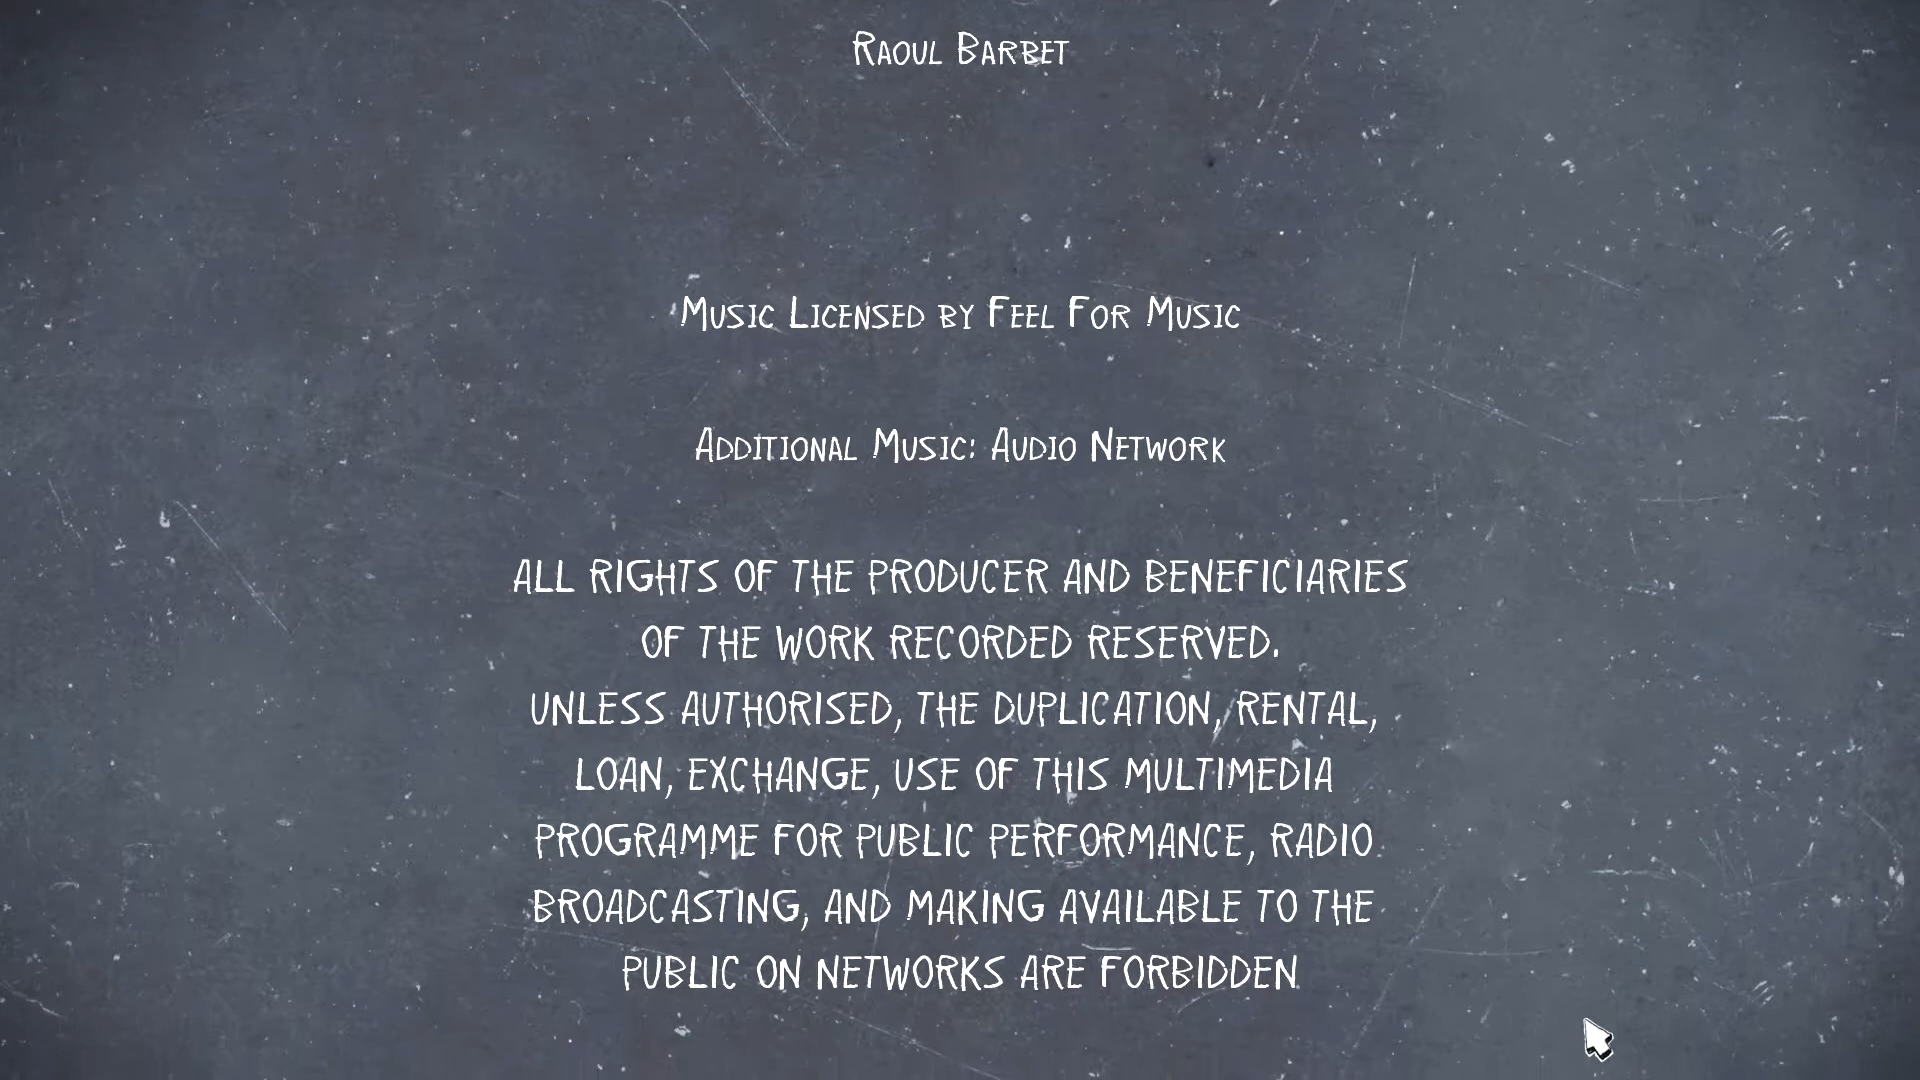 Raoul Barbet
Music Licensed by Feel For Music
Additional Music: Audio Network
ALL RIGHTS OF THE PRODUCER AND BENEFICIARIES
OF THE WORK RECORDED RESERVED.
UNLESS AUTHORISED, THE DUPLICATION, RENTAL,
LOAN, EXCHANGE, USE OF THIS MULTIMEDIA
PROGRAMME FOR PUBLIC PERFORMANCE, RADIO
BROADCASTING, AND MAKING AVAILABLE TO THE
PUBLIC ON NETWORKS ARE FORBIDDEN